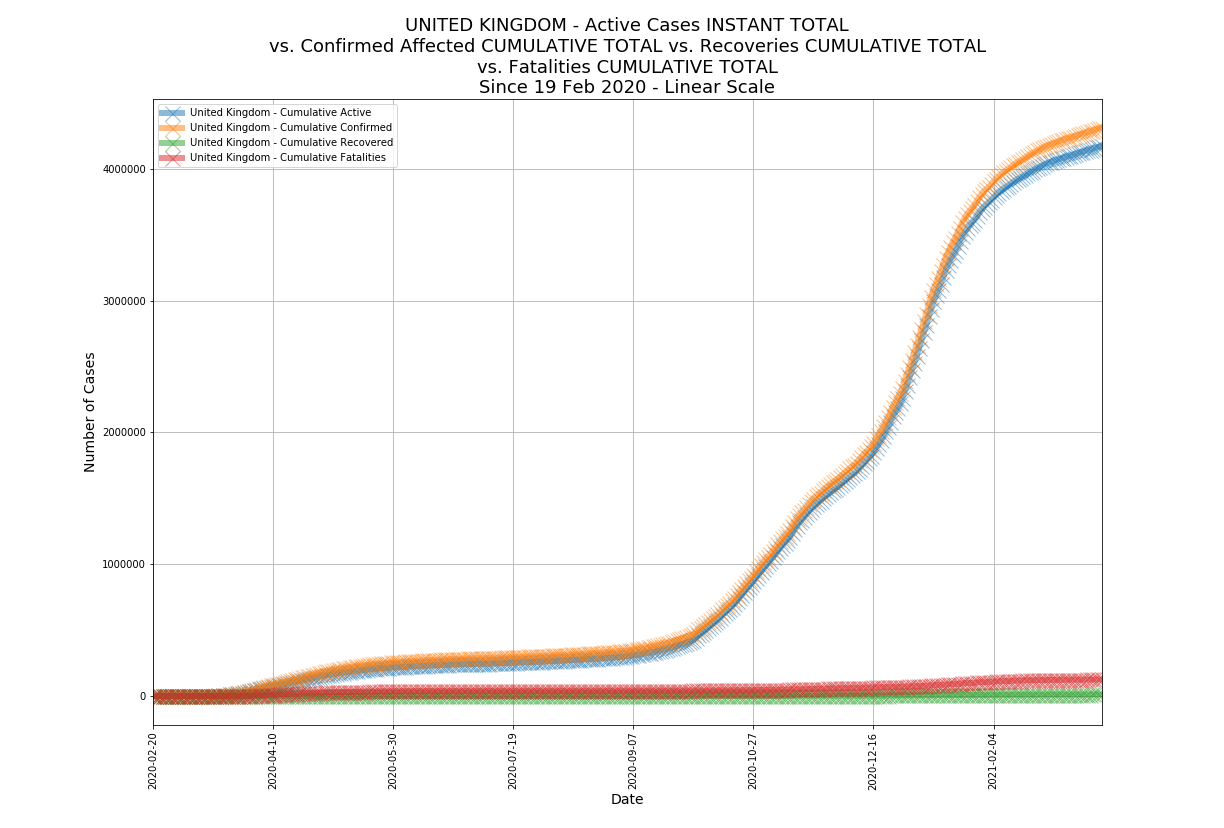 UNITED KINGDOM - Active Cases INSTANT TOTAL
vs. Confirmed Affected CUMULATIVE TOTAL vs. Recoveries CUMULATIVE TOTAL
vs. Fatalities CUMULATIVE TOTAL
Since 19 Feb 2020 - Linear Scale
United Kingdom - Cumulative Active
United Kingdom - Cumulative Confirmed
United Kingdom - Cumulative Recovered
United Kingdom - Cumulative Fatalities
4000000
3000000
2000000
1000000
0
Number of Cases
2020-02-20
2020-04-10
2020-05-30
2020-07-19
2020-09-07
2020-10-27
2020-12-16
2021-02-04
Date